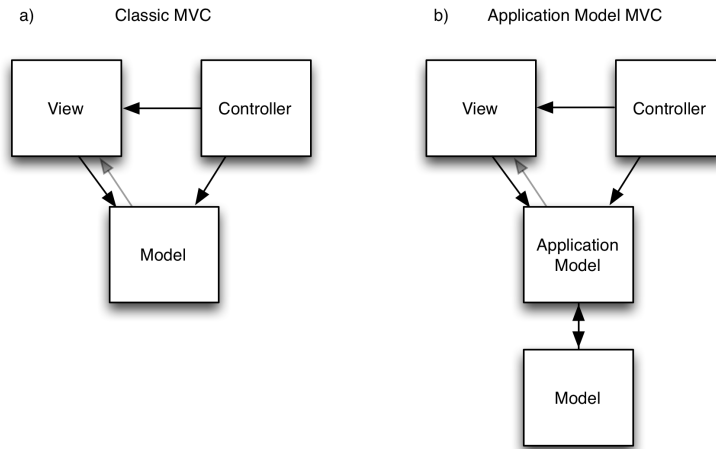 a) Classic MVC
View
Controller
Model
b) Application Model MVC
View
Controller
Application
Model
Model